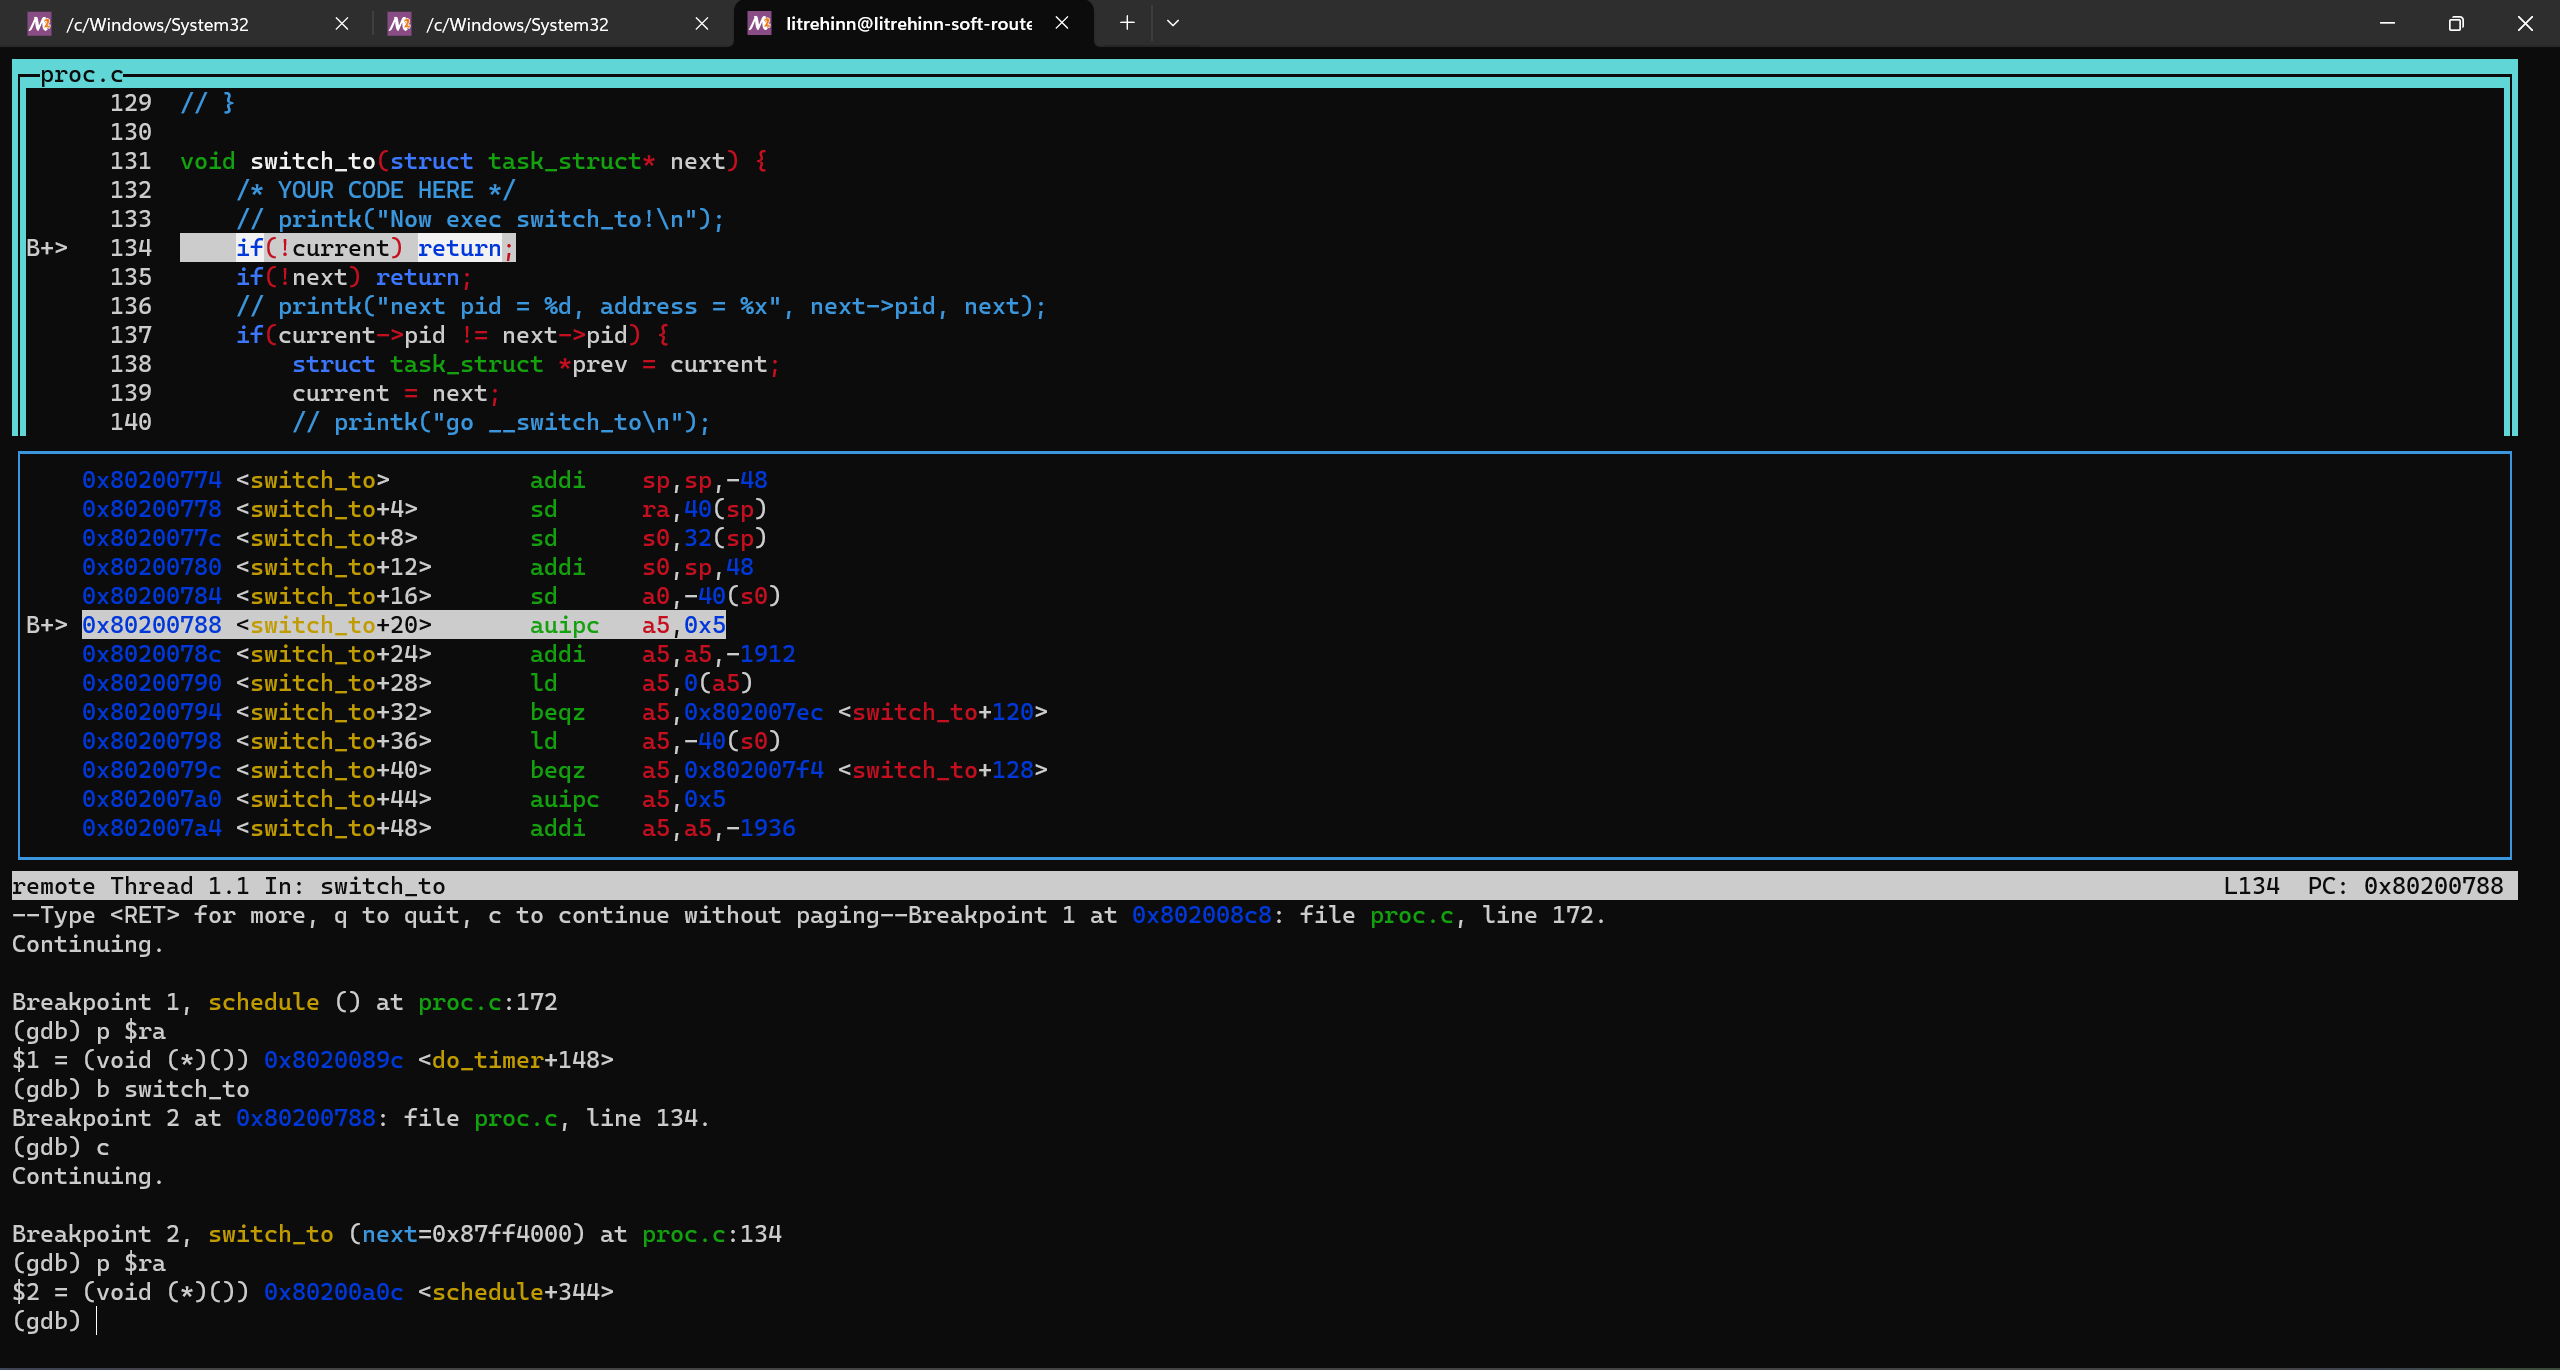 /c/Windows/System32
/c/Windows/System32
litrehinn@litrehinn-soft-route
proc.c
129 // }
130
131 void switch_to(struct task_struct* next) {
132 /* YOUR CODE HERE */
133 // printk("Now exec switch_to!\n");
B+> 134 if(!current) return;
135 if(!next) return;
136 // printk("next pid = %d, address = %x", next->pid, next);
137 if(current->pid != next->pid) {
138 struct task_struct *prev = current;
139 current = next;
140 // printk("go __switch_to\n");
0x80200774 <switch_to> addi sp,sp,-48
0x80200778 <switch_to+4> sd ra,40(sp)
0x8020077c <switch_to+8> sd s0,32(sp)
0x80200780 <switch_to+12> addi s0,sp,48
0x80200784 <switch_to+16> sd a0,-40(s0)
B+> 0x80200788 <switch_to+20> auipc a5,0x5
0x8020078c <switch_to+24> addi a5,a5,-1912
0x80200790 <switch_to+28> ld a5,0(a5)
0x80200794 <switch_to+32> beqz a5,0x802007ec <switch_to+120>
0x80200798 <switch_to+36> ld a5,-40(s0)
0x8020079c <switch_to+40> beqz a5,0x802007f4 <switch_to+128>
0x802007a0 <switch_to+44> auipc a5,0x5
0x802007a4 <switch_to+48> addi a5,a5,-1936
remote Thread 1.1 In: switch_to L134 PC: 0x80200788
--Type <RET> for more, q to quit, c to continue without paging--Breakpoint 1 at 0x802008c8: file proc.c, line 172.
Continuing.
Breakpoint 1, schedule () at proc.c:172
(gdb) p $ra
$1 = (void (*)()) 0x8020089c <do_timer+148>
(gdb) b switch_to
Breakpoint 2 at 0x80200788: file proc.c, line 134.
(gdb) c
Continuing.
Breakpoint 2, switch_to (next=0x87ff4000) at proc.c:134
(gdb) p $ra
$2 = (void (*)()) 0x80200a0c <schedule+344>
(gdb)